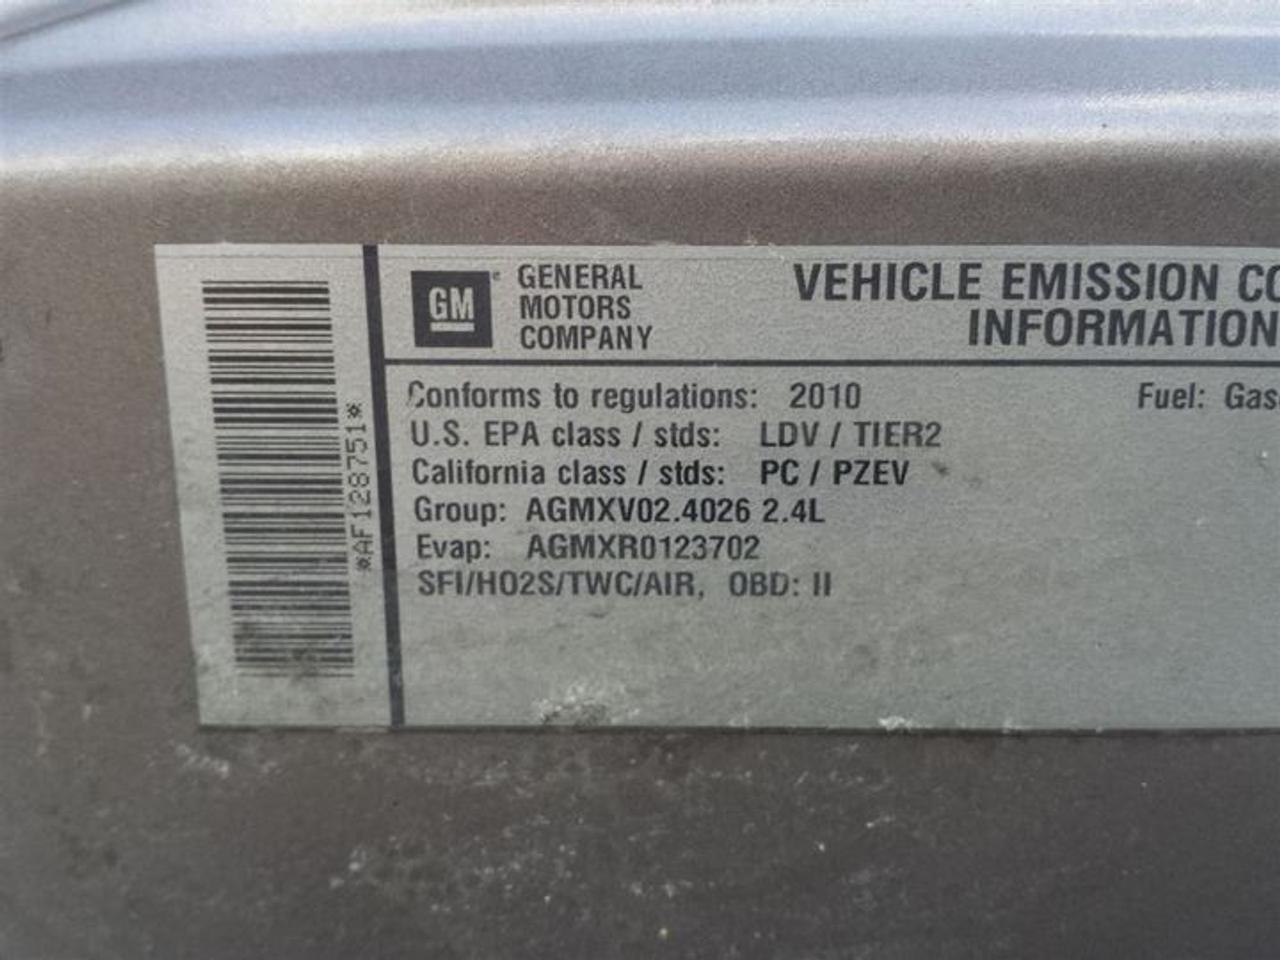 *AF128751*
GM
GENERAL
MOTORS
COMPANY
VEHICLE EMISSION CO
INFORMATION
Conforms to regulations: 2010
Fuel: Gas
U.S. EPA class / stds: LDV / TIER2
California class / stds: PC / PZEV
Group: AGMXV02.4026 2.4L
Evap: AGMXR0123702
SFI/HO2S/TWC/AIR, OBD: II